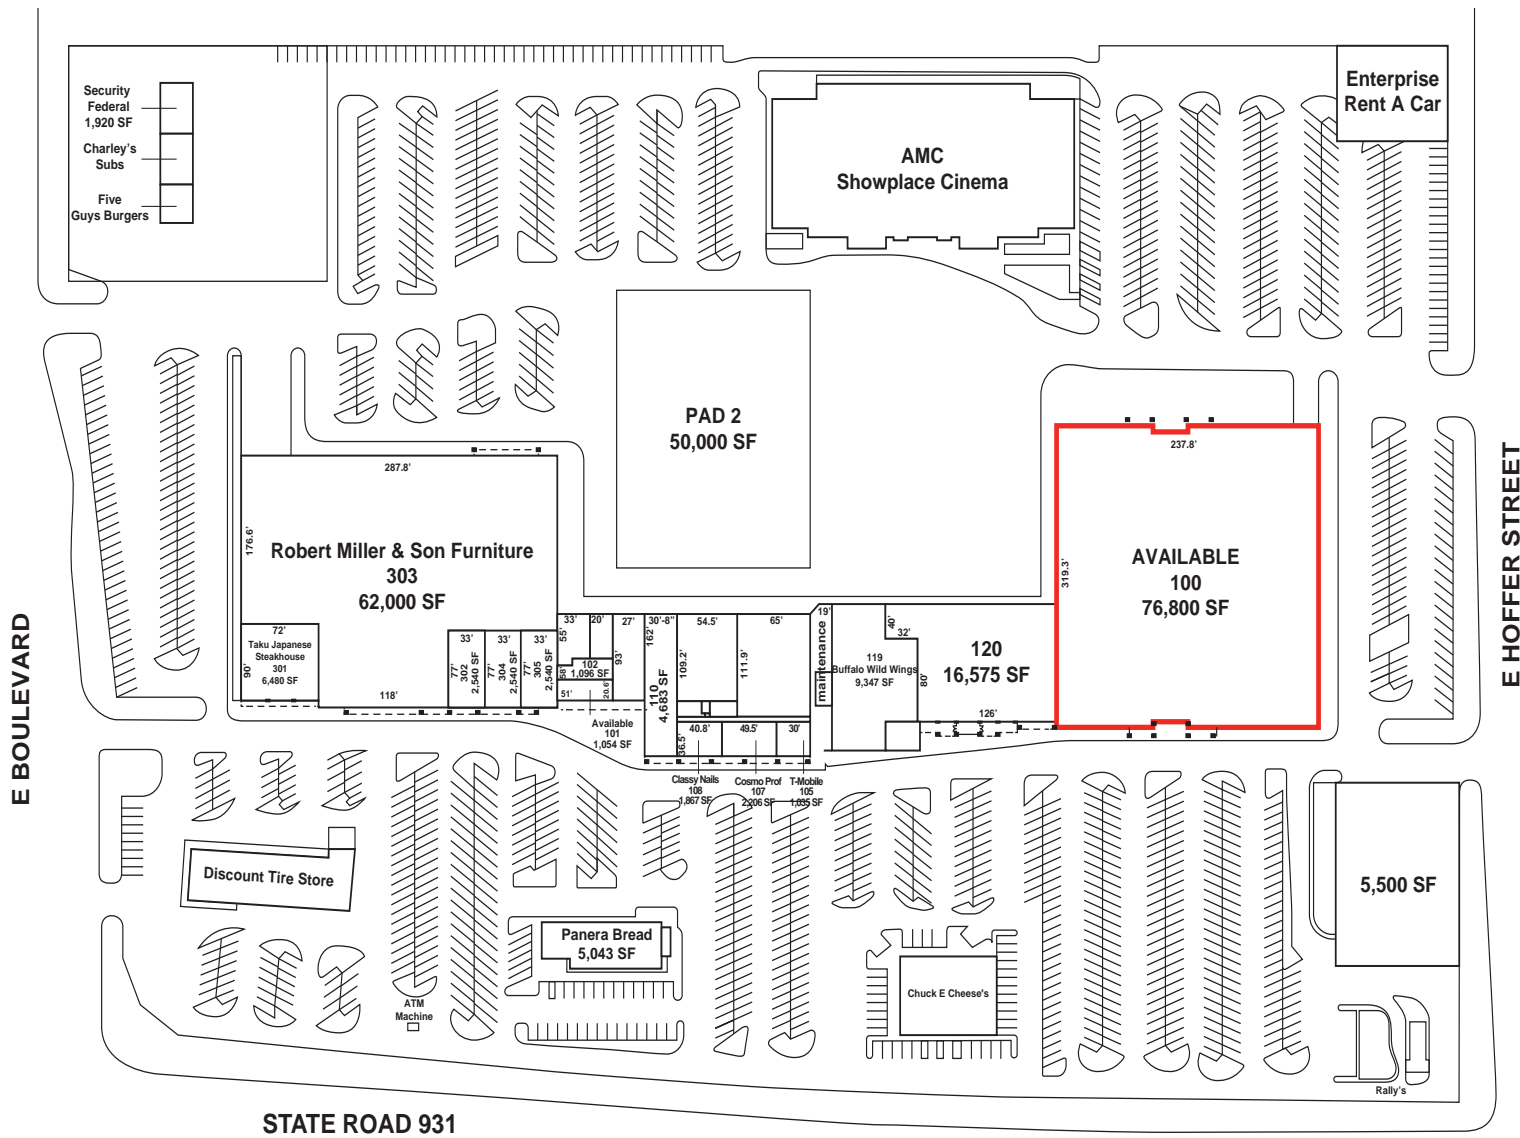 Security
Federal
1,920 SF
Charley's
Subs
Five
Guys Burgers
AMC
Showplace Cinema
Enterprise
Rent A Car
PAD 2
50,000 SF
287.8'
176.6'
Robert Miller & Son Furniture
303
62,000 SF
72'
90'
Taku Japanese
Steakhouse
301
6,480 SF
118'
33'
77'
302
2,540 SF
33'
77'
304
2,540 SF
33'
77'
305
2,540 SF
33'
55'
20'
27'
93'
102
1,096 SF
58'
51'
20.6'
Available
101
1,054 SF
30'-8"
162'
110
4,683 SF
54.5'
109.2'
65'
111.9'
36.5'
40.8'
49.5'
30'
Classy Nails
108
1,867 SF
Cosmo Prof
107
2,206 SF
T-Mobile
105
1,035 SF
19'
maintenance
119
Buffalo Wild Wings
9,347 SF
40'
32'
80'
120
16,575 SF
126'
237.8'
319.3'
AVAILABLE
100
76,800 SF
E BOULEVARD
E HOFFER STREET
Discount Tire Store
ATM
Machine
Panera Bread
5,043 SF
Chuck E Cheese's
5,500 SF
Rally's
STATE ROAD 931